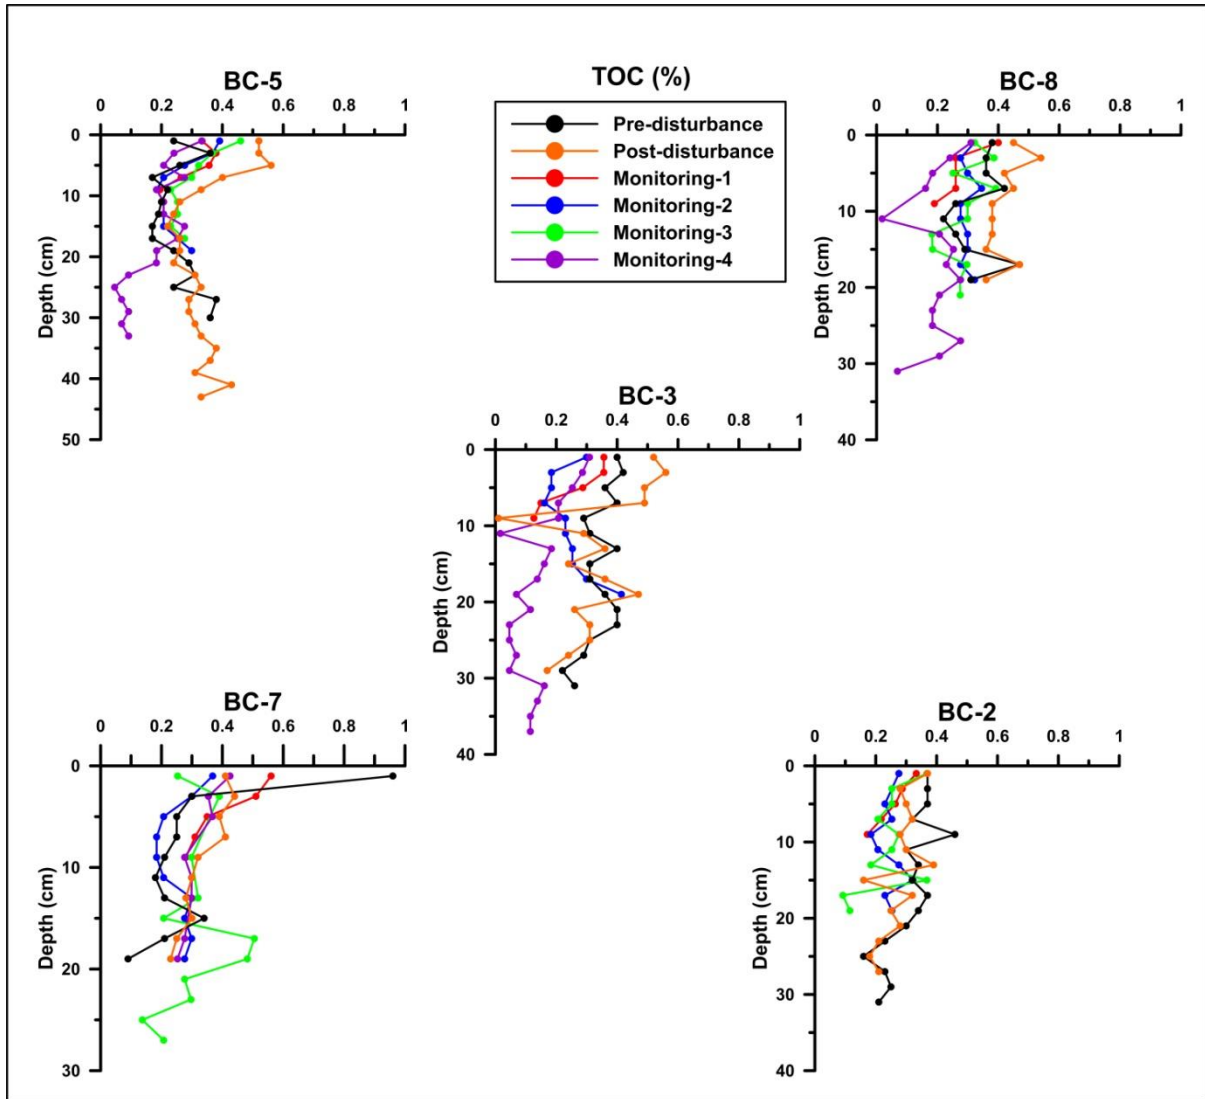 BC-5
0 0.2 0.4 0.6 0.8 1
0
10
20
30
40
50
Depth (cm)
TOC (%)
Pre-disturbance
Post-disturbance
Monitoring-1
Monitoring-2
Monitoring-3
Monitoring-4
BC-8
0 0.2 0.4 0.6 0.8 1
0
10
20
30
40
Depth (cm)
BC-3
0 0.2 0.4 0.6 0.8 1
0
10
20
30
40
Depth (cm)
BC-7
0 0.2 0.4 0.6 0.8 1
0
10
20
30
Depth (cm)
BC-2
0 0.2 0.4 0.6 0.8 1
0
10
20
30
40
Depth (cm)